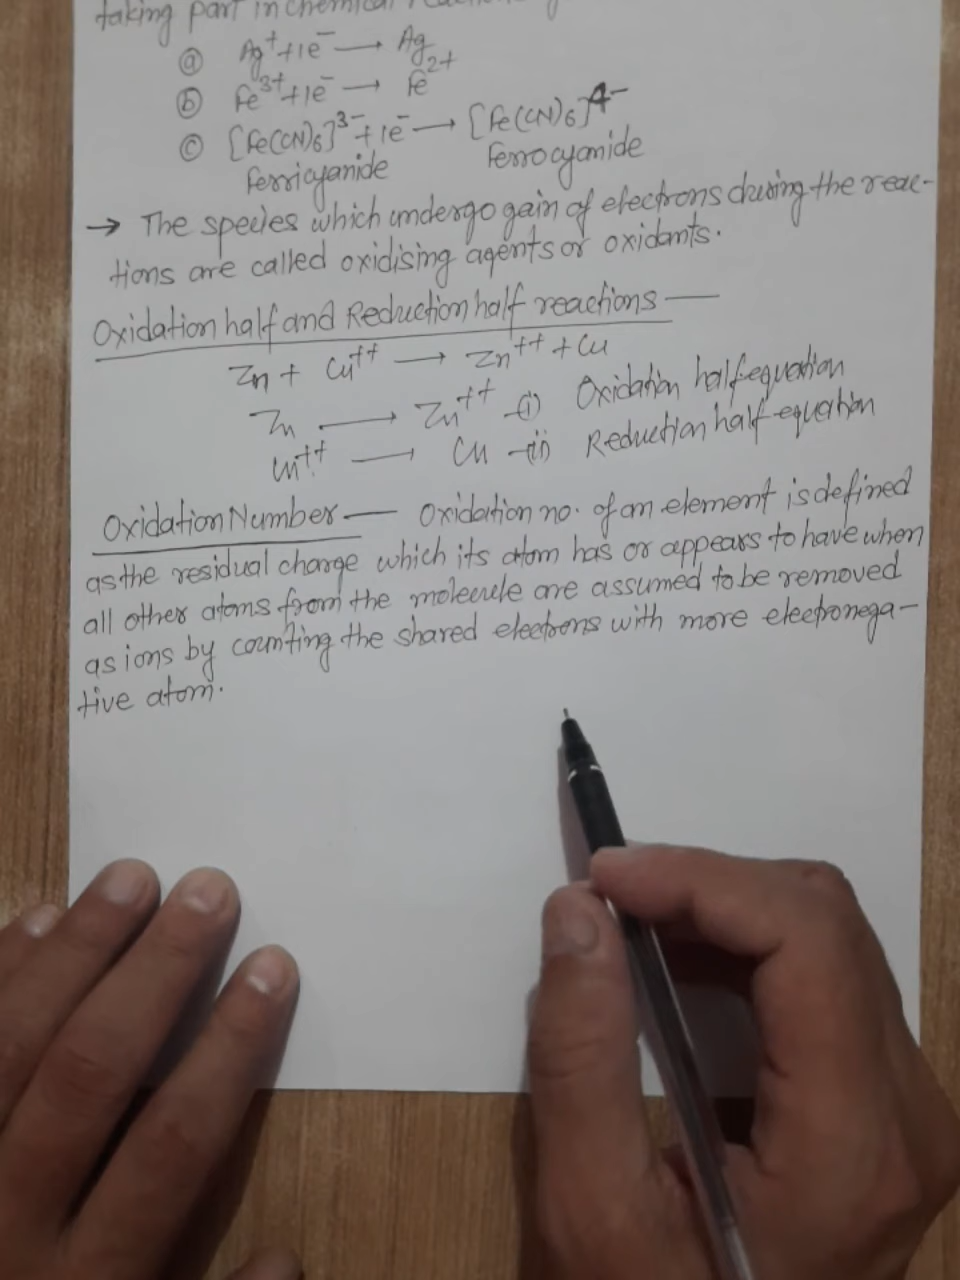 taking part in chemical
ⓐ Ag⁺ + 1e⁻ → Ag
ⓑ Fe³⁺ + 1e⁻ → Fe²⁺
ⓒ [Fe(CN)₆]³⁻ + 1e⁻ → [Fe(CN)₆]⁴⁻
Ferricyanide Ferrocyanide
→ The species which undergo gain of electrons during the reac-
tions are called oxidising agents or oxidants.
Oxidation half and Reduction half reactions —
Zn + Cu⁺⁺ → Zn⁺⁺ + Cu
Zn → Zn⁺⁺ -(i) Oxidation half equation
Cu⁺⁺ → Cu -(ii) Reduction half-equation
Oxidation Number — Oxidation no. of an element is defined
as the residual charge which its atom has or appears to have when
all other atoms from the molecule are assumed to be removed
as ions by counting the shared electrons with more electronega-
tive atom.